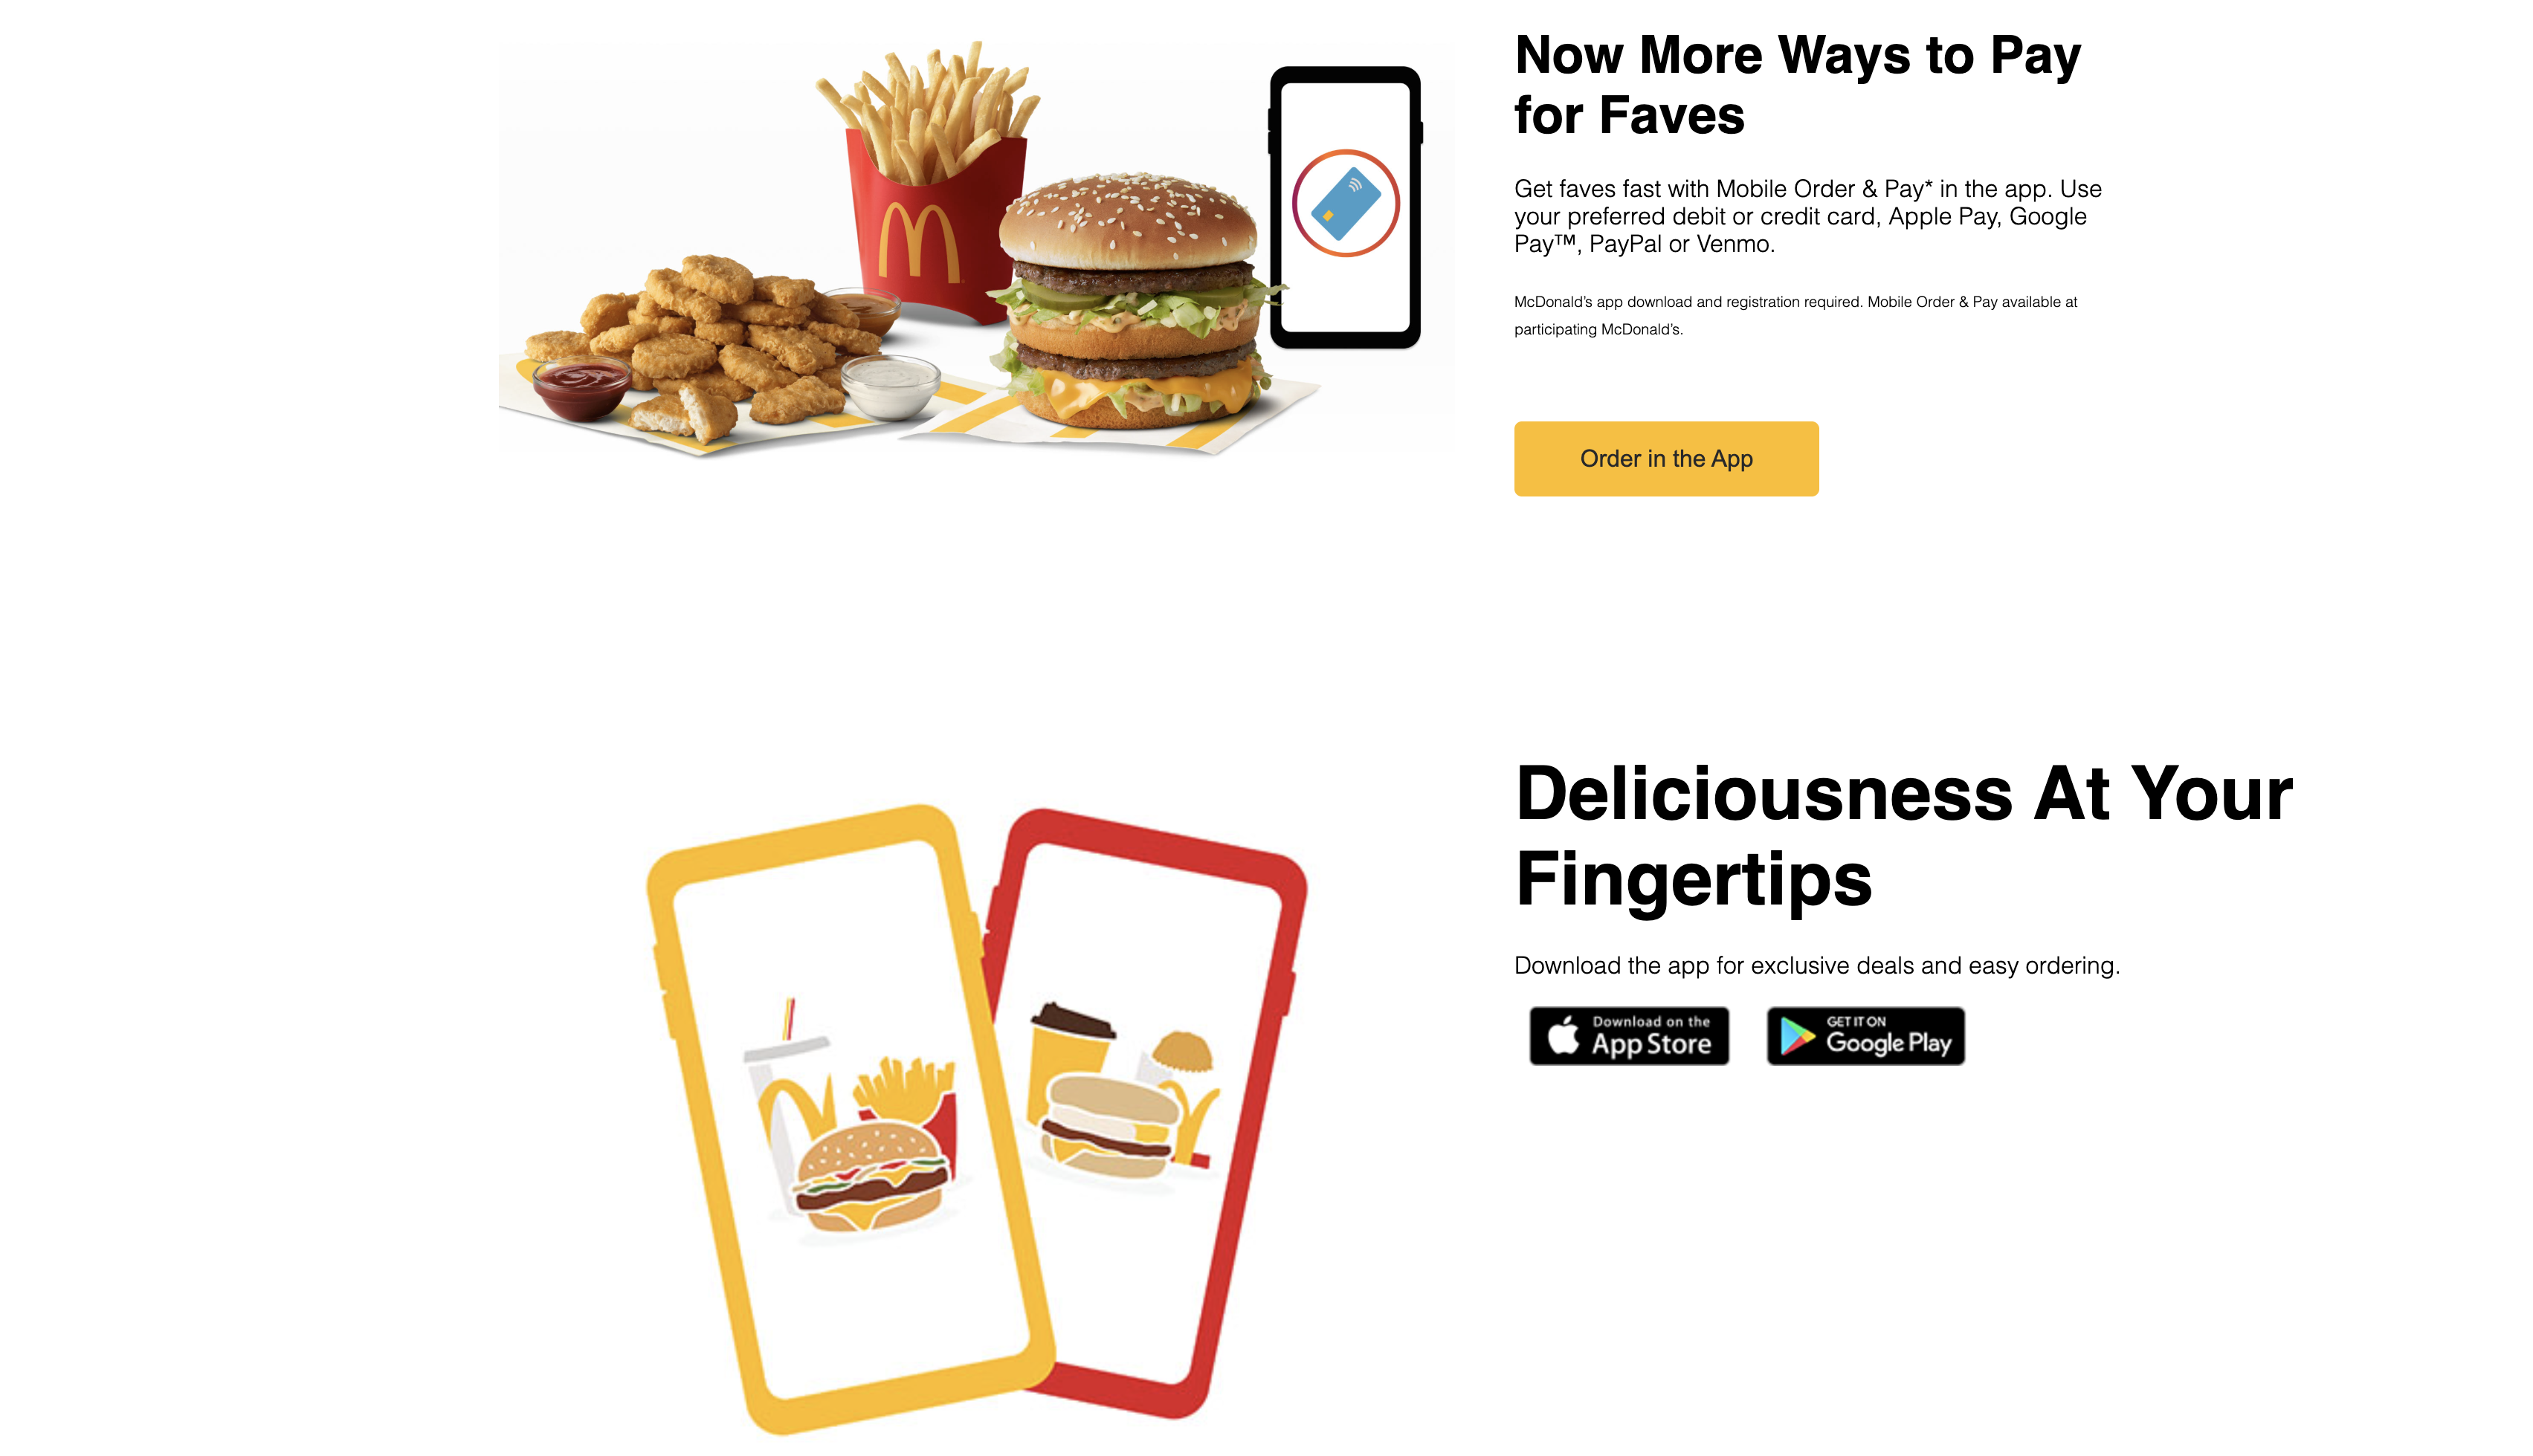 Now More Ways to Pay
for Faves
Get faves fast with Mobile Order & Pay* in the app. Use
your preferred debit or credit card, Apple Pay, Google
Pay™, PayPal or Venmo.
McDonald’s app download and registration required. Mobile Order & Pay available at
participating McDonald’s.
Order in the App
Deliciousness At Your
Fingertips
Download the app for exclusive deals and easy ordering.
Download on the
App Store
GET IT ON
Google Play